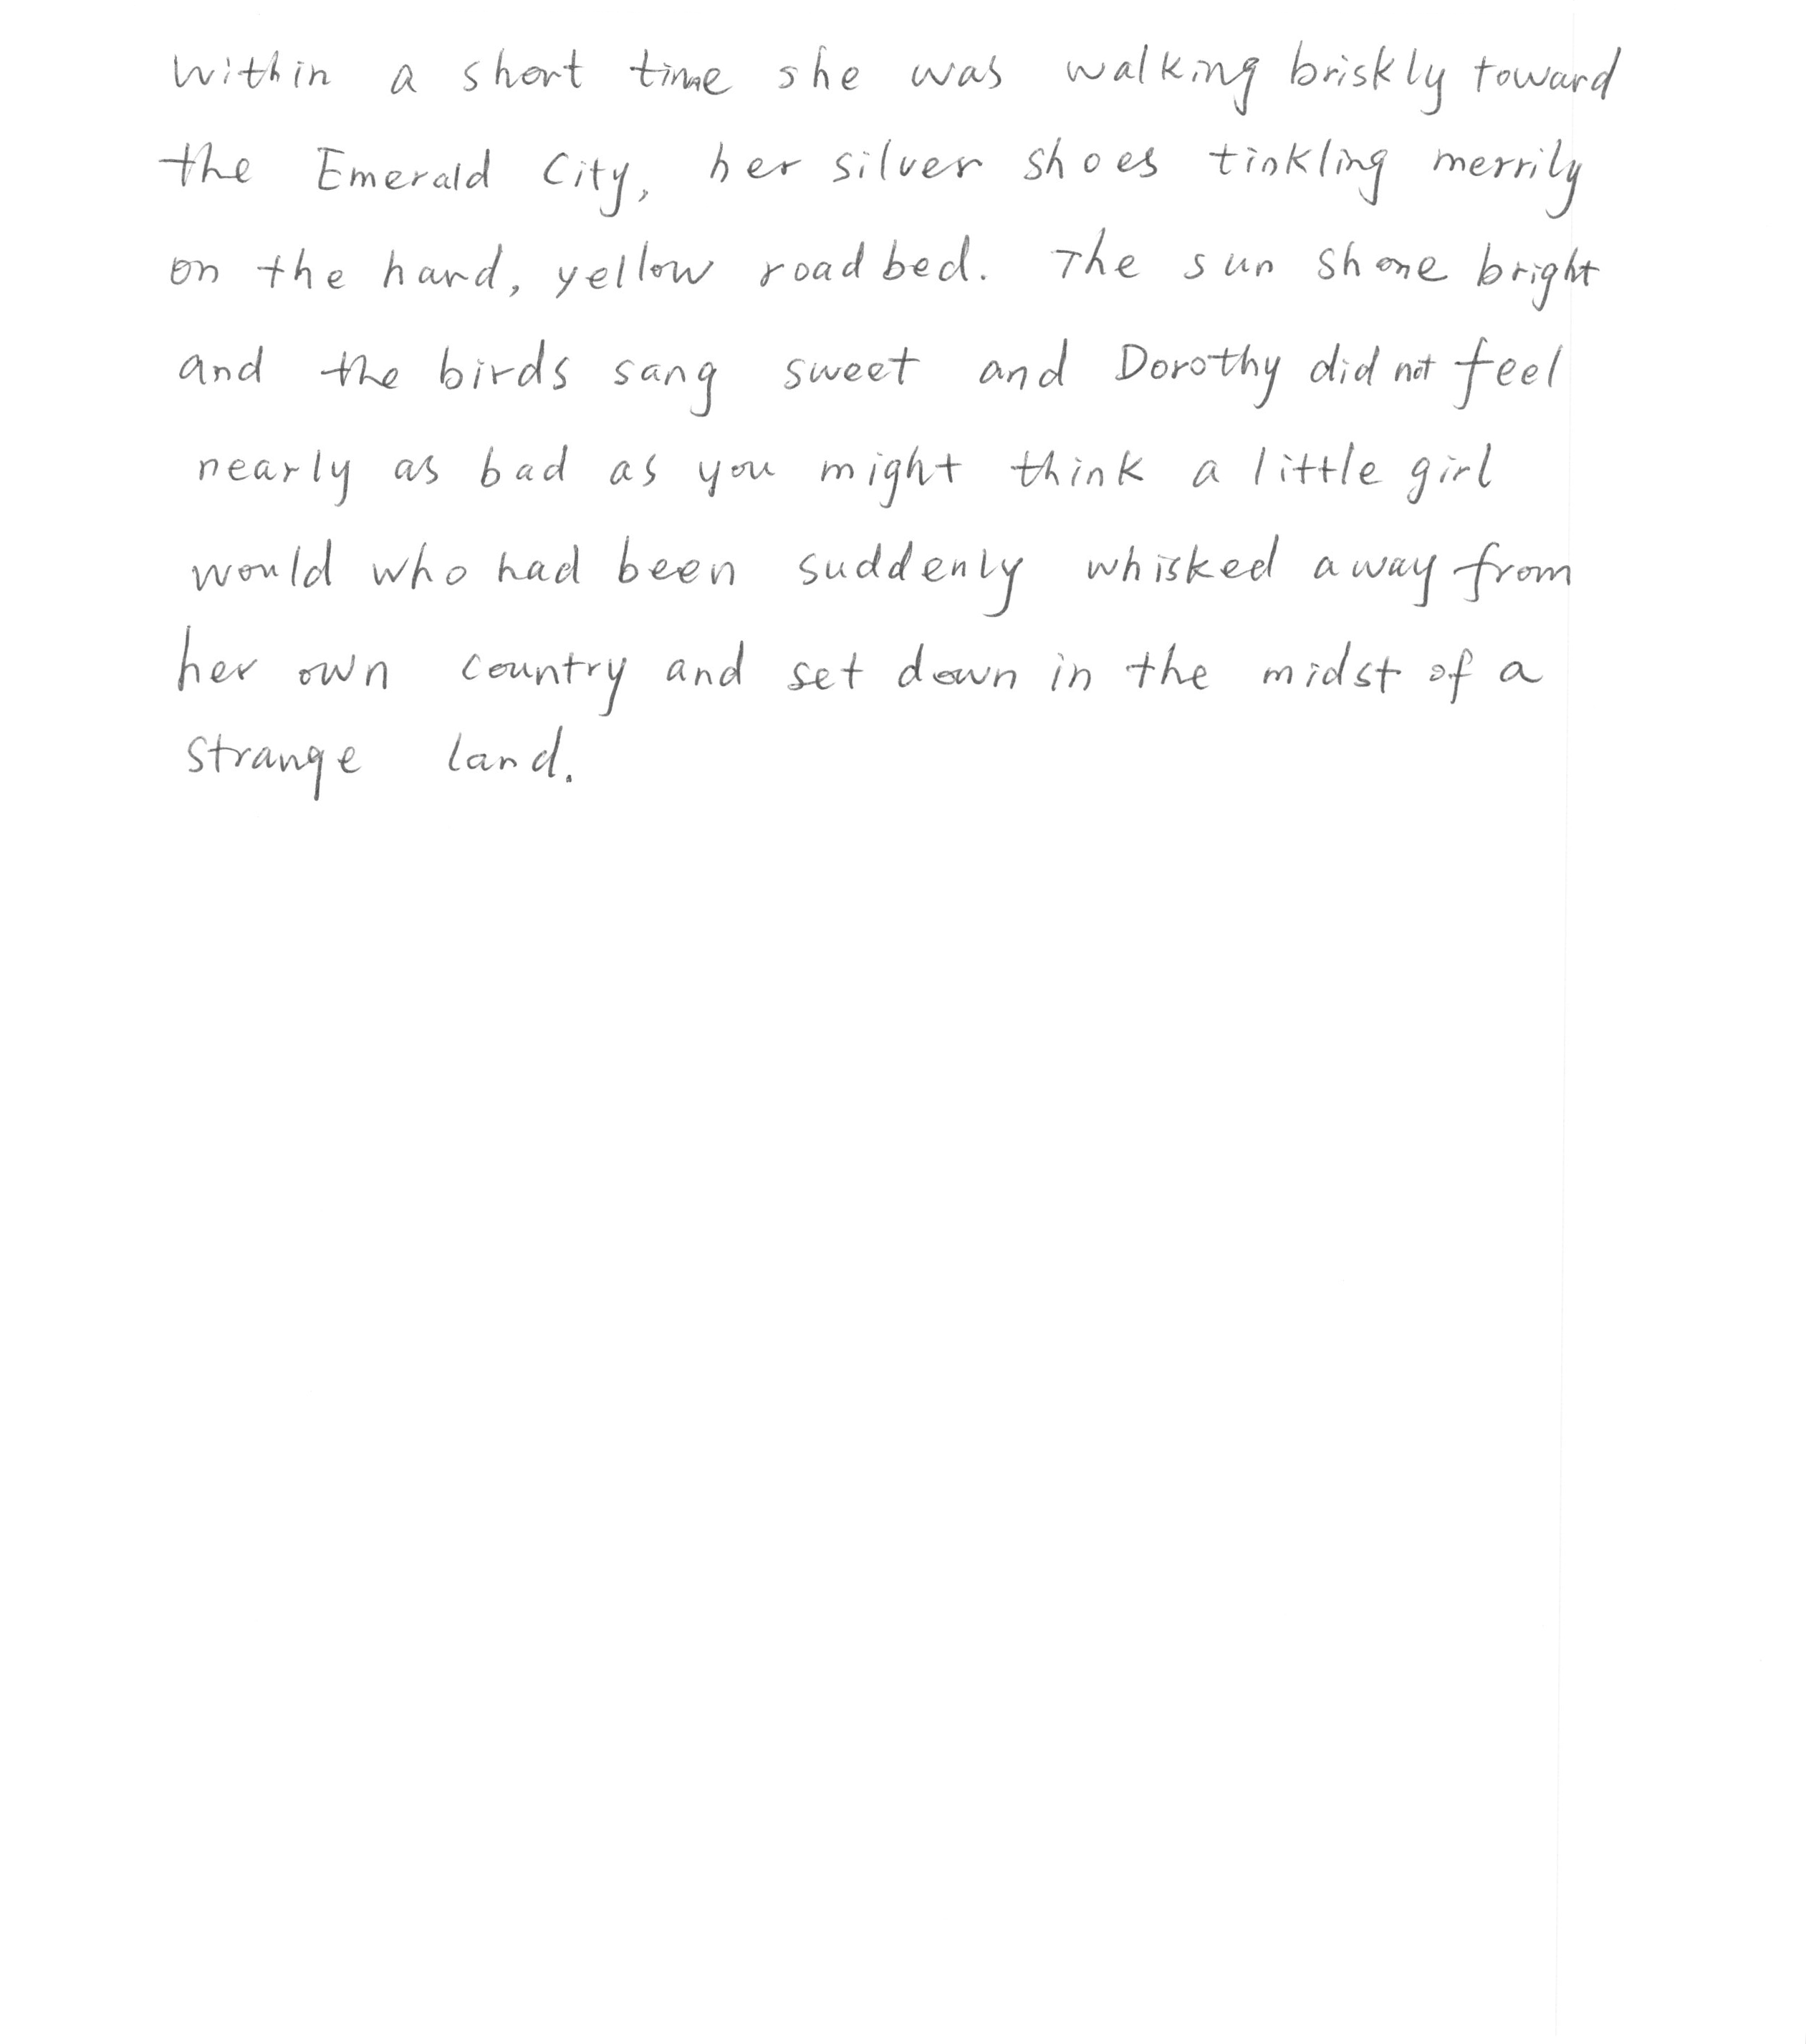 Within a short time she was walking briskly toward
the Emerald City, her silver shoes tinkling merrily
on the hard, yellow roadbed. The sun shone bright
and the birds sang sweet and Dorothy did not feel
nearly as bad as you might think a little girl
would who had been suddenly whisked away from
her own country and set down in the midst of a
strange land.